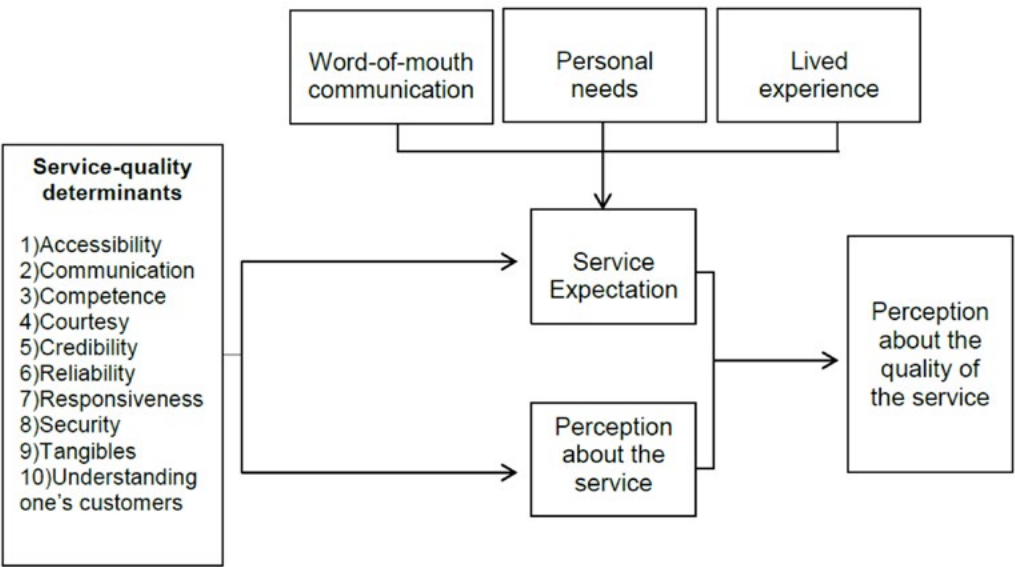 Word-of-mouth
communication
Personal
needs
Lived
experience
Service-quality
determinants
1)Accessibility
2)Communication
3)Competence
4)Courtesy
5)Credibility
6)Reliability
7)Responsiveness
8)Security
9)Tangibles
10)Understanding
one's customers
Service
Expectation
Perception
about the
service
Perception
about the
quality of
the service